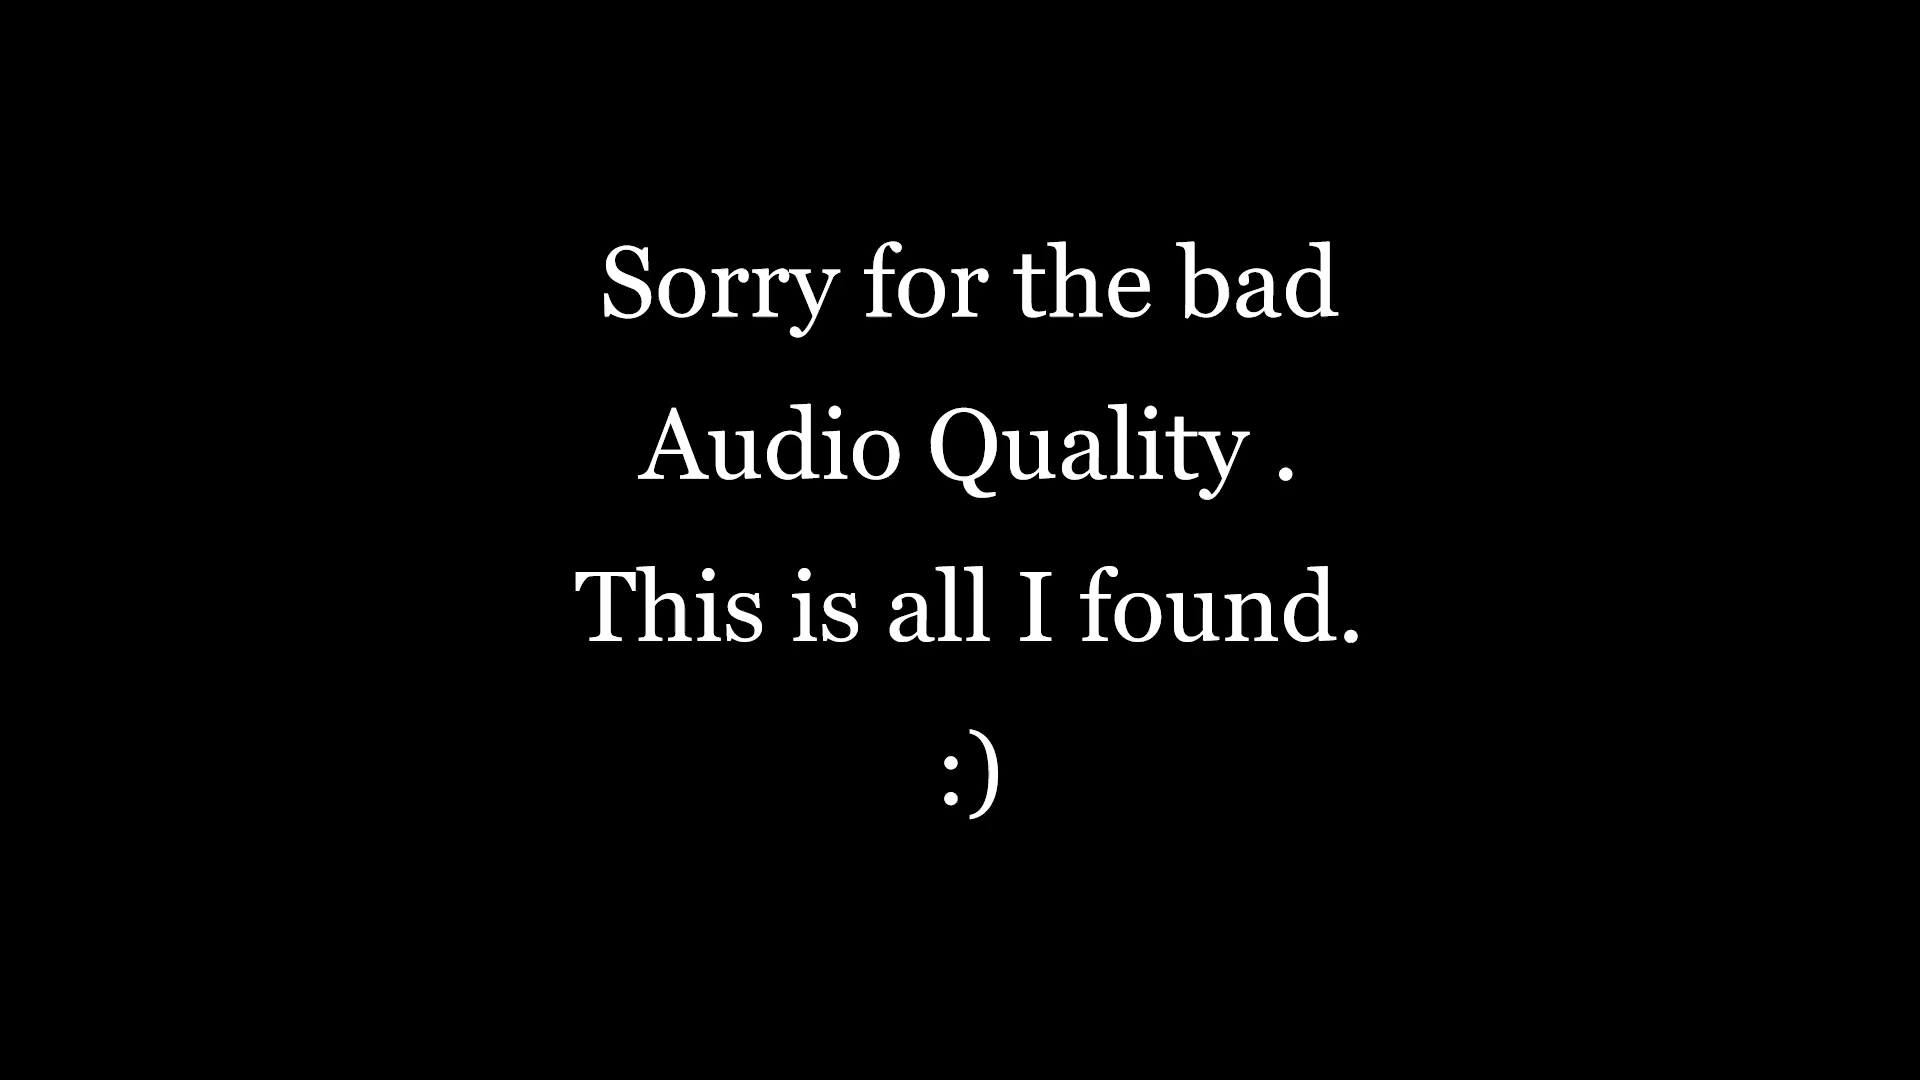 Sorry for the bad
Audio Quality .
This is all I found.
:)